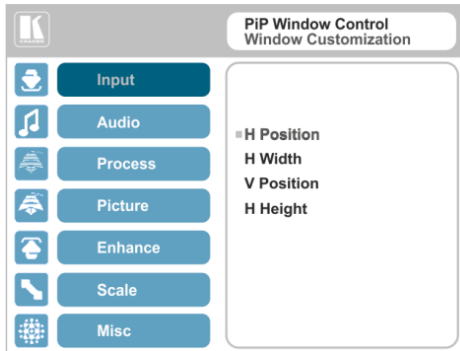 PiP Window Control
Window Customization
Input
Audio
Process
Picture
Enhance
Scale
Misc
H Position
H Width
V Position
H Height